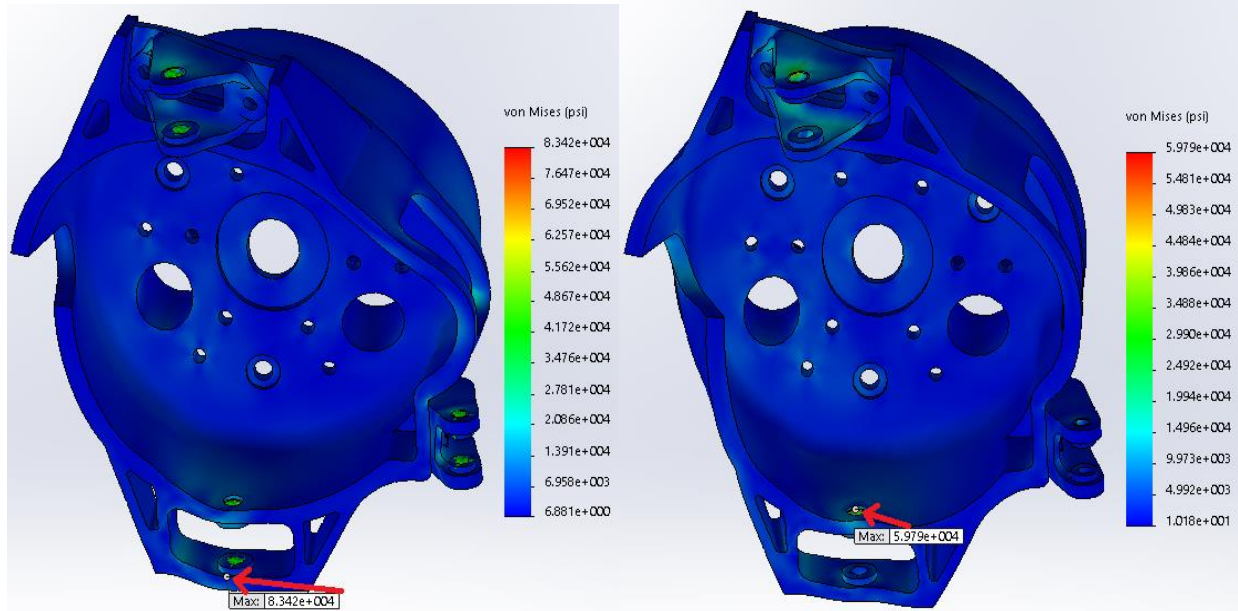 von Mises (psi)
8.342e+004
7.647e+004
6.952e+004
6.257e+004
5.562e+004
4.867e+004
4.172e+004
3.476e+004
2.781e+004
2.086e+004
1.391e+004
6.958e+003
6.881e+000
Max: 8.342e+004
von Mises (psi)
5.979e+004
5.481e+004
4.983e+004
4.484e+004
3.986e+004
3.488e+004
2.990e+004
2.492e+004
1.994e+004
1.496e+004
9.973e+003
4.992e+003
1.018e+001
Max: 5.979e+004